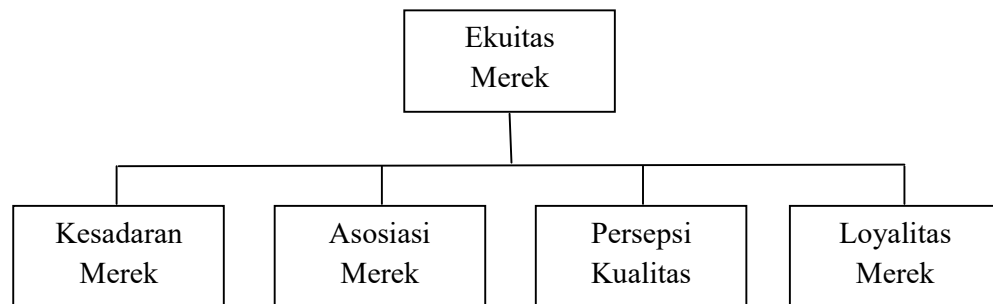 Ekuitas
Merek
Kesadaran
Merek
Asosiasi
Merek
Persepsi
Kualitas
Loyalitas
Merek